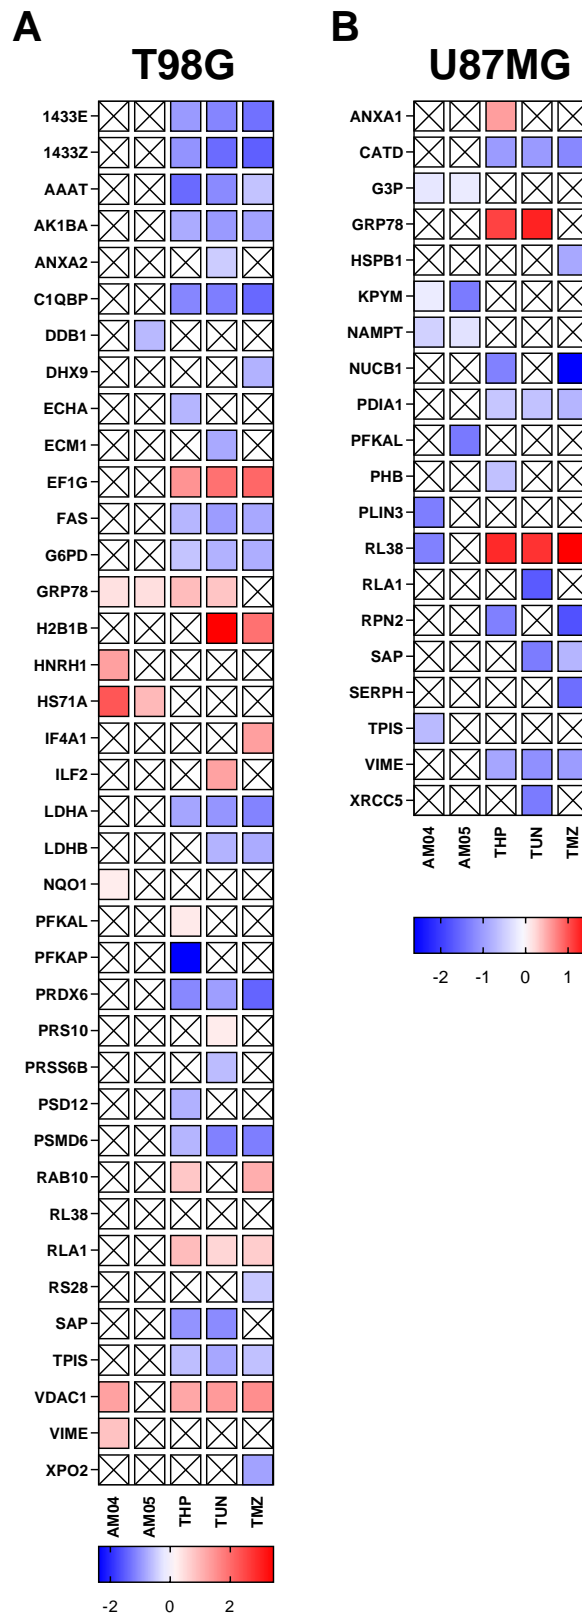 A
T98G
1433E
1433Z
AAAT
AK1BA
ANXA2
C1QBP
DDB1
DHX9
ECHA
ECM1
EF1G
FAS
G6PD
GRP78
H2B1B
HNRH1
HS71A
IF4A1
ILF2
LDHA
LDHB
NQO1
PFKAL
PFKAP
PRDX6
PRS10
PRSS6B
PSD12
PSMD6
RAB10
RL38
RLA1
RS28
SAP
TPIS
VDAC1
VIME
XPO2
AM04 AM05 THP TUN TMZ
-2 0 2
B
U87MG
ANXA1
CATD
G3P
GRP78
HSPB1
KPYM
NAMPT
NUCB1
PDIA1
PFKAL
PHB
PLIN3
RL38
RLA1
RPN2
SAP
SERPH
TPIS
VIME
XRCC5
AM04 AM05 THP TUN TMZ
-2 -1 0 1